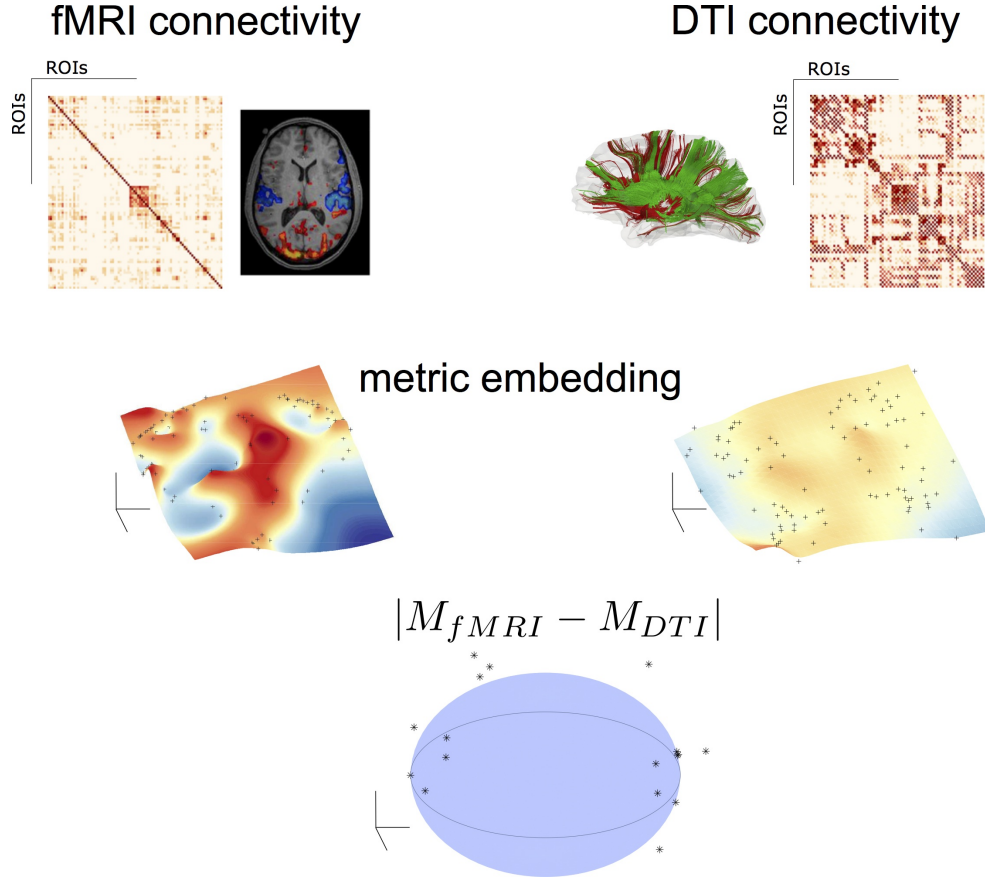 fMRI connectivity
DTI connectivity
ROIs
ROIs
ROIs
ROIs
metric embedding
|M_{fMRI} − M_{DTI}|